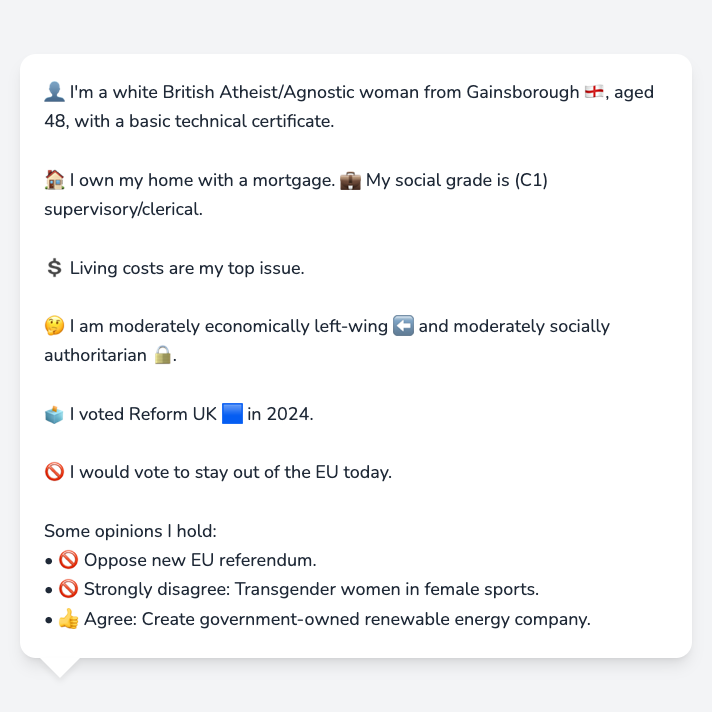 👤 I'm a white British Atheist/Agnostic woman from Gainsborough 🏴󠁧󠁢󠁥󠁮󠁧󠁿, aged
48, with a basic technical certificate.
🏠 I own my home with a mortgage. 💼 My social grade is (C1)
supervisory/clerical.
💲 Living costs are my top issue.
🤔 I am moderately economically left-wing ⬅️ and moderately socially
authoritarian 🔒.
🗳️ I voted Reform UK 🟦 in 2024.
🚫 I would vote to stay out of the EU today.
Some opinions I hold:
• 🚫 Oppose new EU referendum.
• 🚫 Strongly disagree: Transgender women in female sports.
• 👍 Agree: Create government-owned renewable energy company.